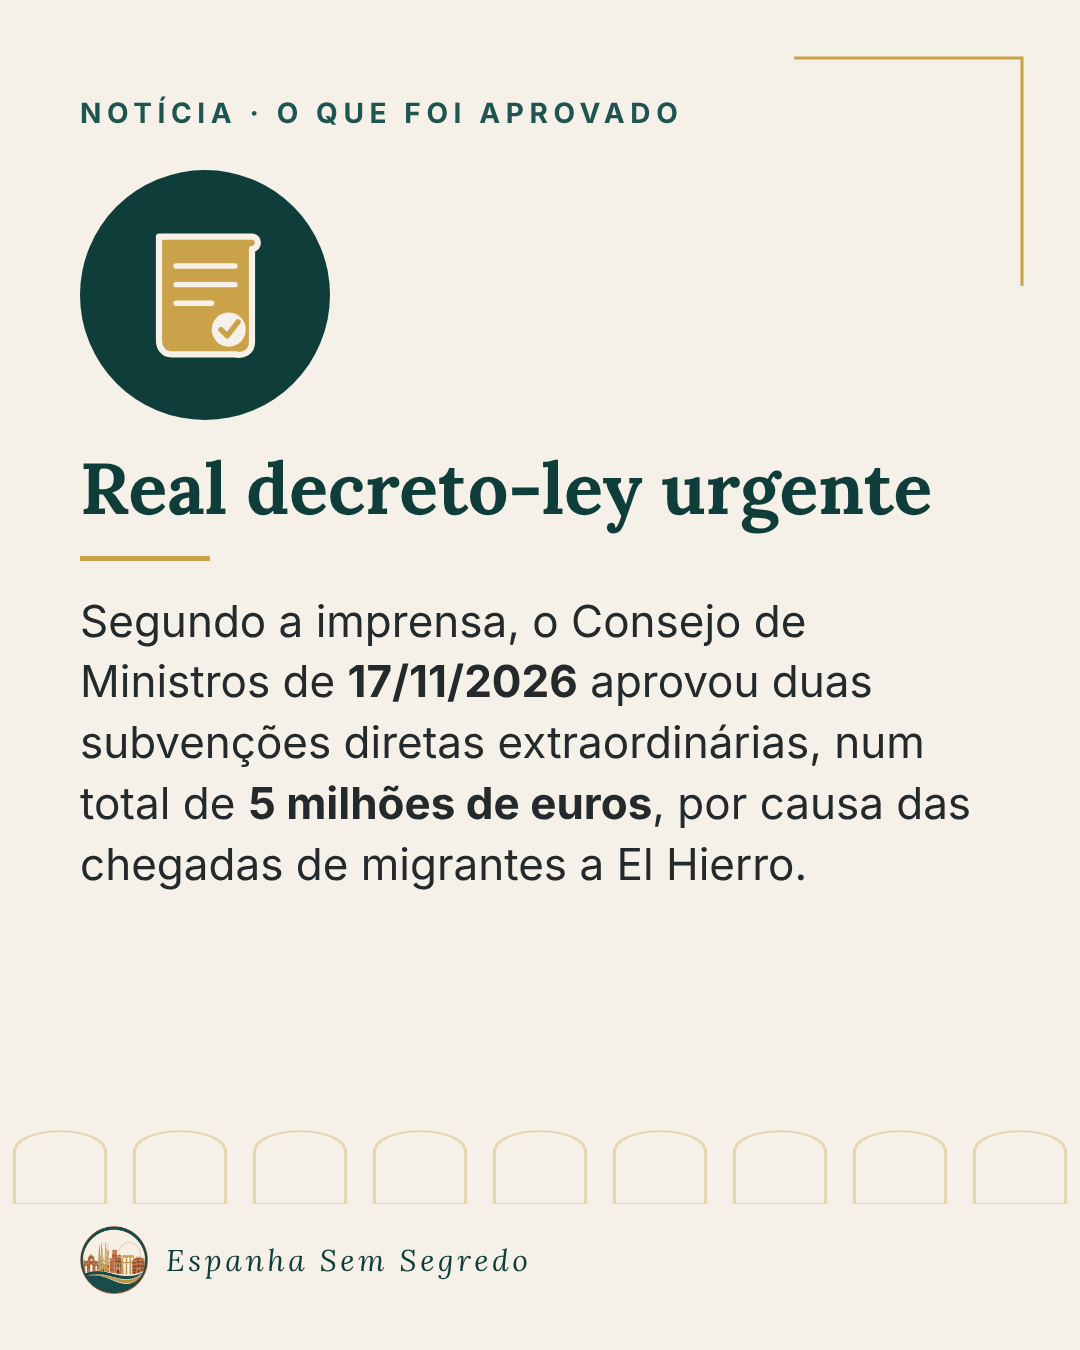 NOTÍCIA · O QUE FOI APROVADO
Real decreto-ley urgente
Segundo a imprensa, o Consejo de
Ministros de 17/11/2026 aprovou duas
subvenções diretas extraordinárias, num
total de 5 milhões de euros, por causa das
chegadas de migrantes a El Hierro.
Espanha Sem Segredo